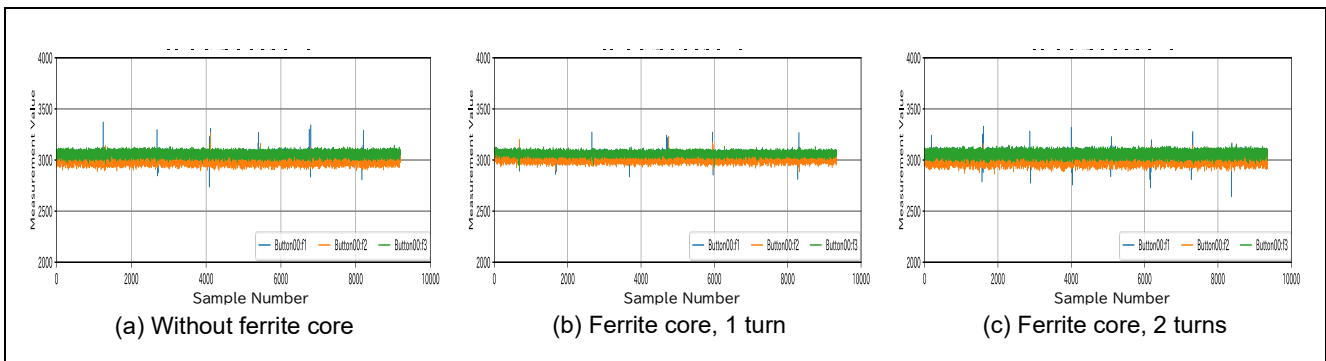 4000
3500
3000
2500
2000
Measurement Value
0 2000 4000 6000 8000 10000
Button00:f1 Button00:f2 Button00:f3
Sample Number
(a) Without ferrite core
4000
3500
3000
2500
2000
Measurement Value
0 2000 4000 6000 8000 10000
Button00:f1 Button00:f2 Button00:f3
Sample Number
(b) Ferrite core, 1 turn
4000
3500
3000
2500
2000
Measurement Value
0 2000 4000 6000 8000 10000
Button00:f1 Button00:f2 Button00:f3
Sample Number
(c) Ferrite core, 2 turns